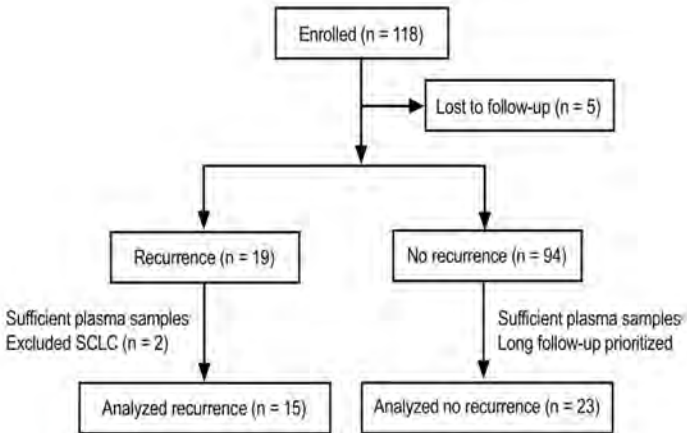 Enrolled (n = 118)
Lost to follow-up (n = 5)
Recurrence (n = 19)
No recurrence (n = 94)
Sufficient plasma samples
Excluded SCLC (n = 2)
Sufficient plasma samples
Long follow-up prioritized
Analyzed recurrence (n = 15)
Analyzed no recurrence (n = 23)